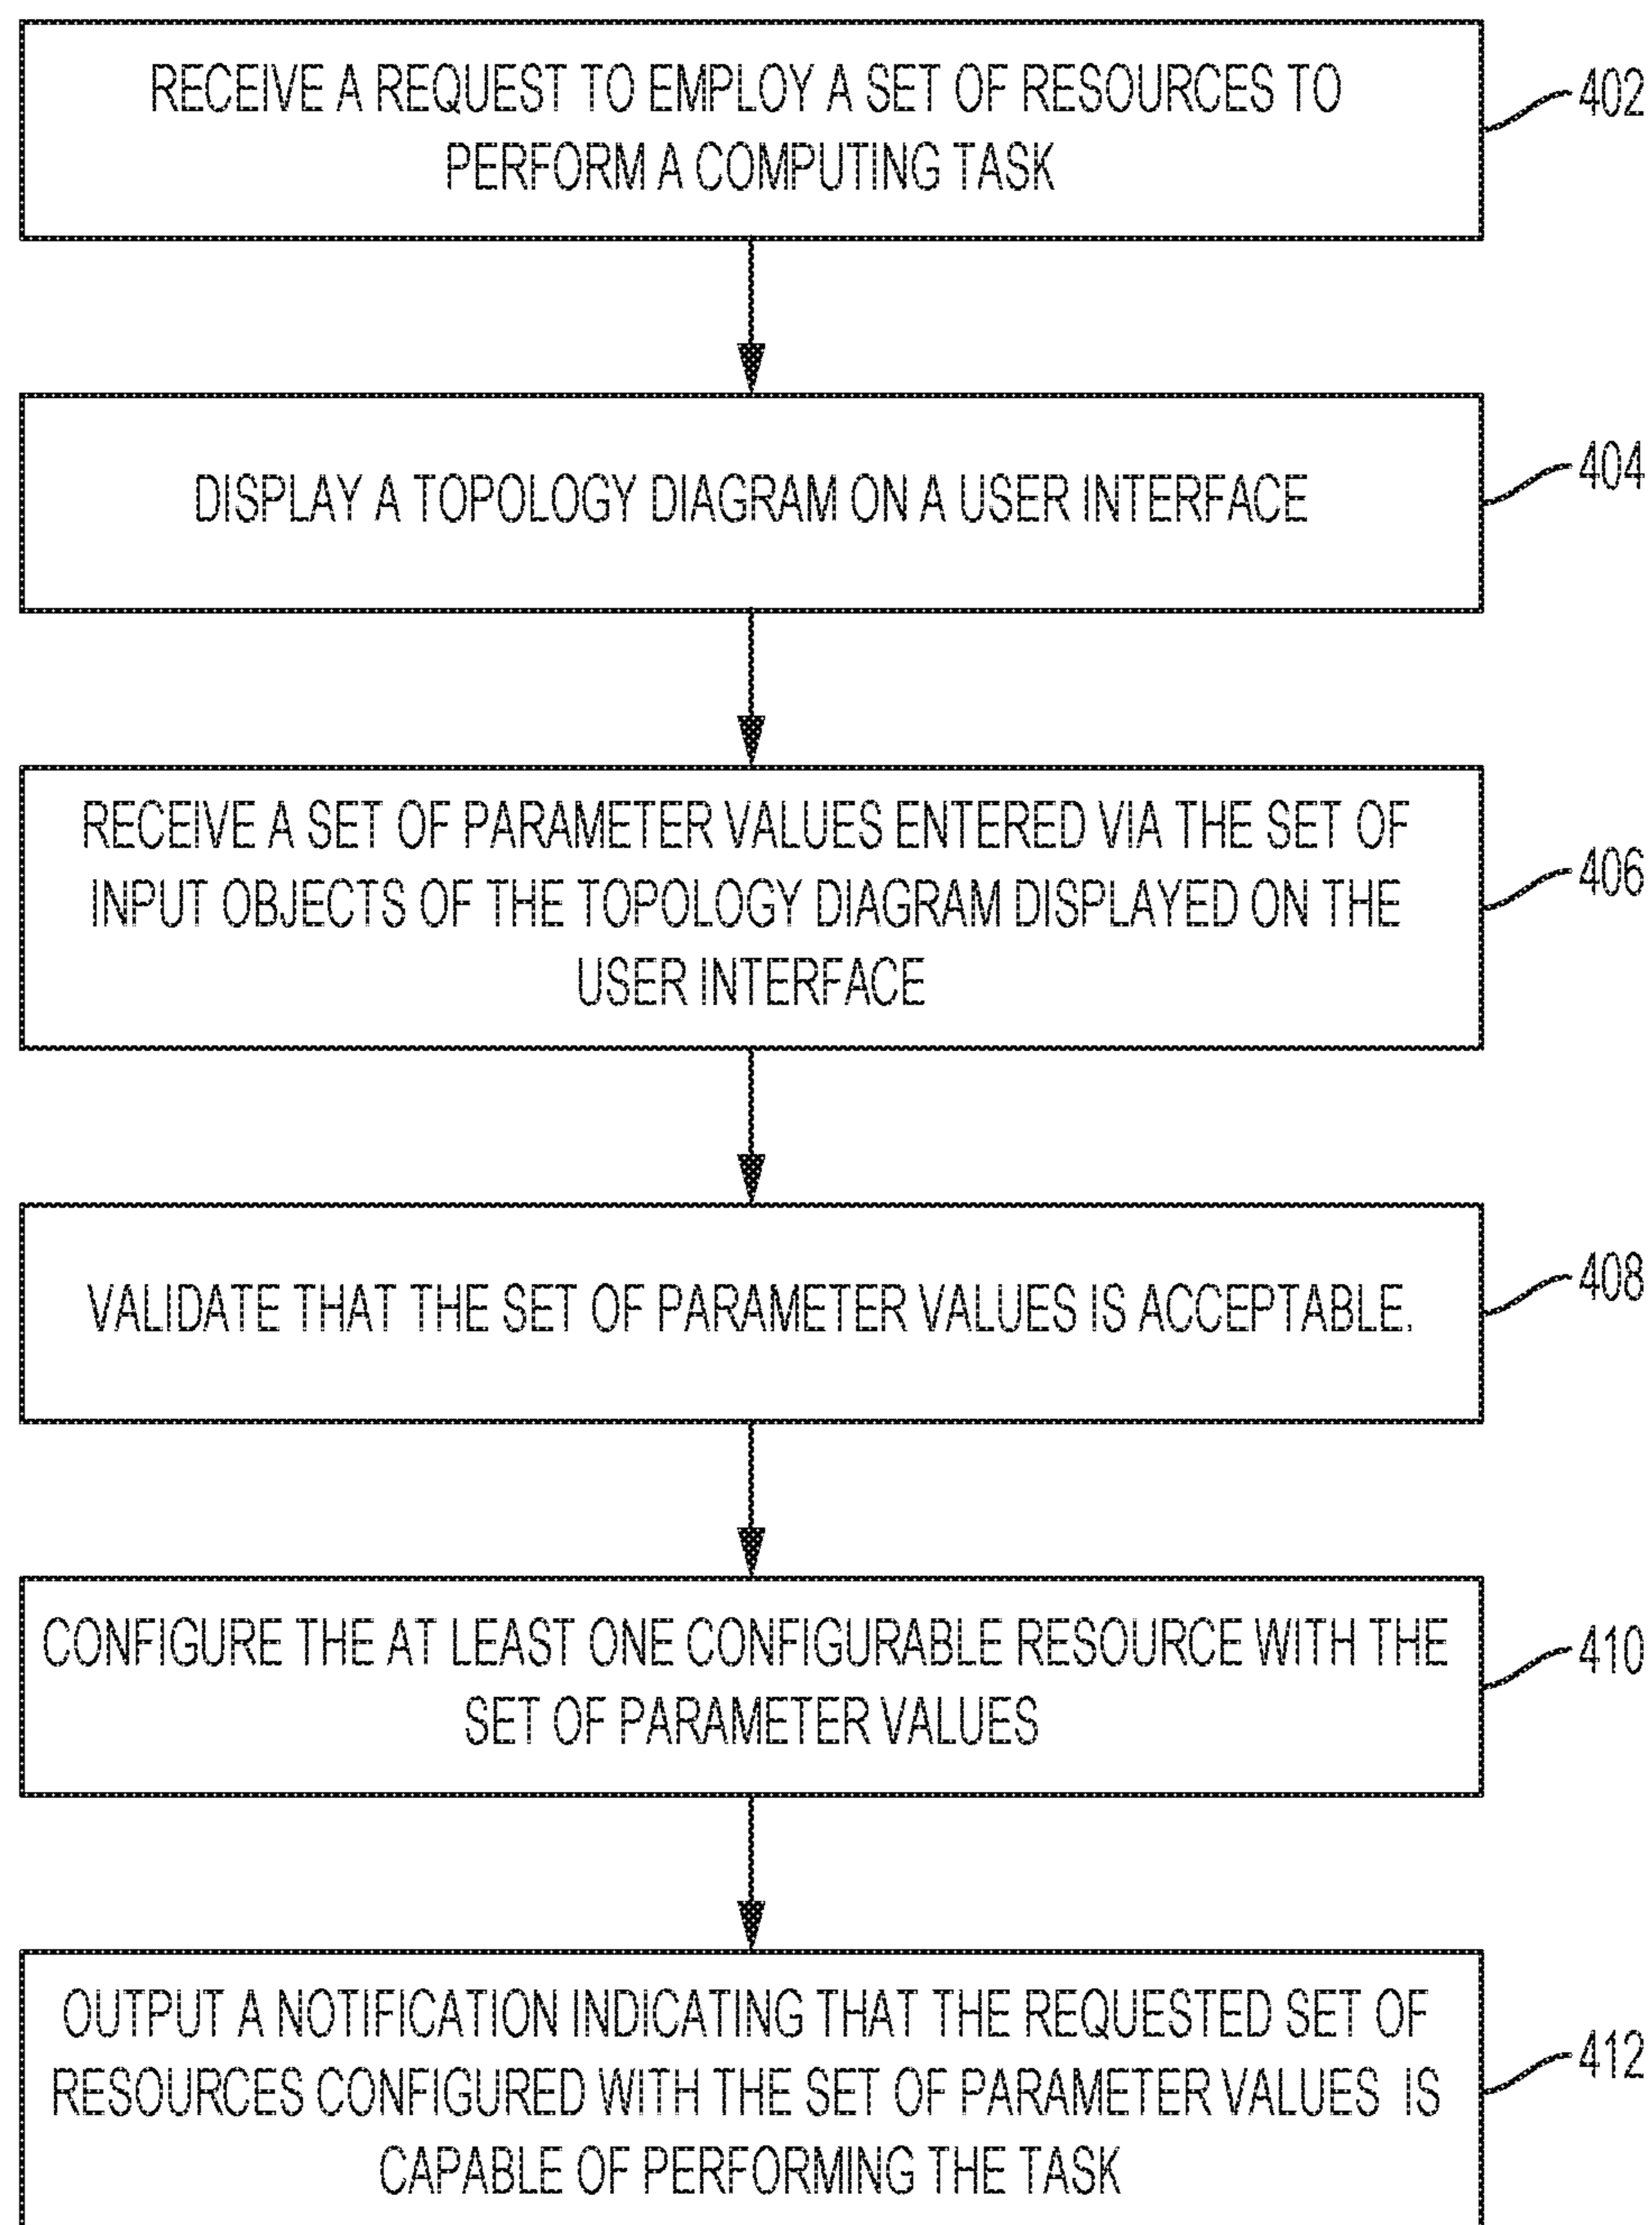 RECEIVE A REQUEST TO EMPLOY A SET OF RESOURCES TO
PERFORM A COMPUTING TASK
402
DISPLAY A TOPOLOGY DIAGRAM ON A USER INTERFACE
404
RECEIVE A SET OF PARAMETER VALUES ENTERED VIA THE SET OF
INPUT OBJECTS OF THE TOPOLOGY DIAGRAM DISPLAYED ON THE
USER INTERFACE
406
VALIDATE THAT THE SET OF PARAMETER VALUES IS ACCEPTABLE.
408
CONFIGURE THE AT LEAST ONE CONFIGURABLE RESOURCE WITH THE
SET OF PARAMETER VALUES
410
OUTPUT A NOTIFICATION INDICATING THAT THE REQUESTED SET OF
RESOURCES CONFIGURED WITH THE SET OF PARAMETER VALUES IS
CAPABLE OF PERFORMING THE TASK
412